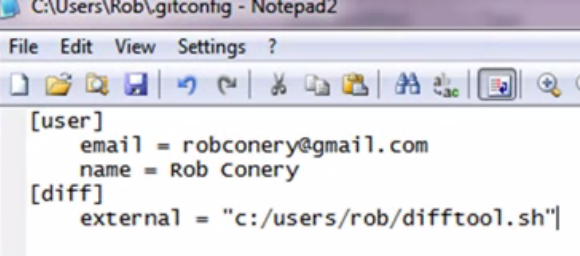 C:\Users\Rob\.gitconfig - Notepad2
File Edit View Settings ?
[user]
email = robconery@gmail.com
name = Rob Conery
[diff]
external = "c:/users/rob/difftool.sh"